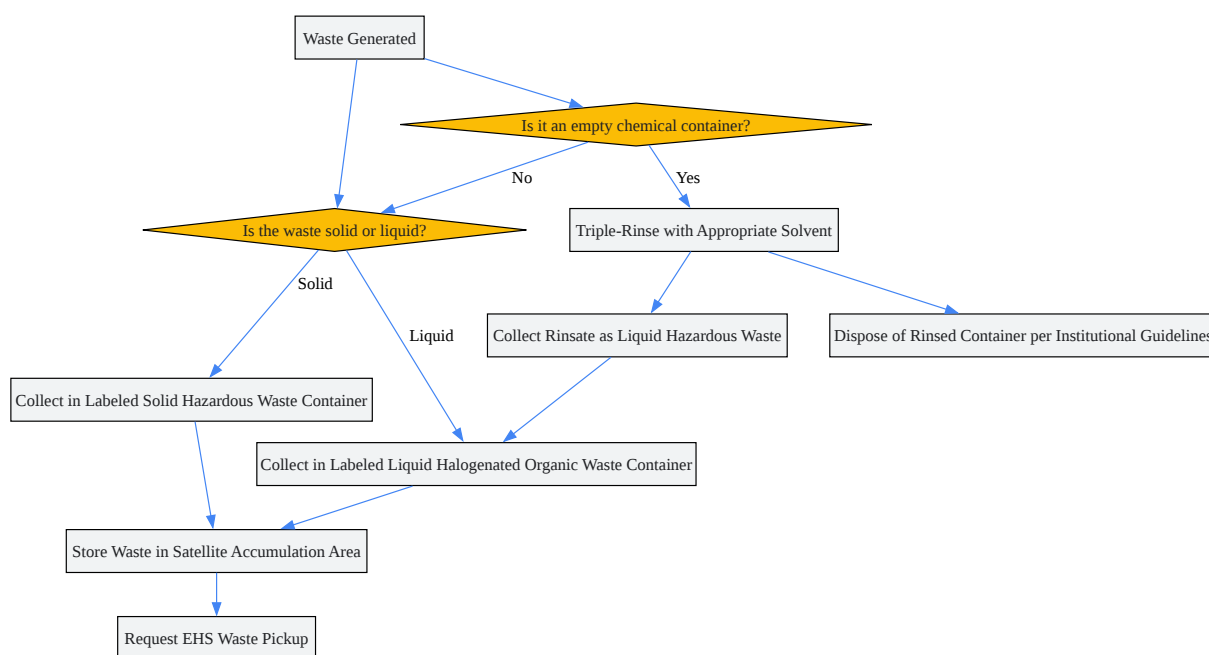 Waste Generated
Is it an empty chemical container?
No
Yes
Is the waste solid or liquid?
Triple-Rinse with Appropriate Solvent
Solid
Liquid
Collect Rinsate as Liquid Hazardous Waste
Dispose of Rinsed Container per Institutional Guidelines
Collect in Labeled Solid Hazardous Waste Container
Collect in Labeled Liquid Halogenated Organic Waste Container
Store Waste in Satellite Accumulation Area
Request EHS Waste Pickup